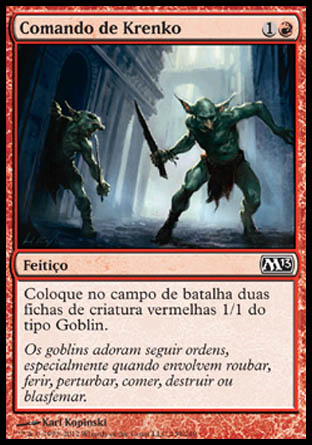 Comando de Krenko 1
Feitiço M13
Coloque no campo de batalha duas
fichas de criatura vermelhas 1/1 do
tipo Goblin.
Os goblins adoram seguir ordens,
especialmente quando envolvem roubar,
ferir, perturbar, comer, destruir ou
blasfemar.
Karl Kopinski